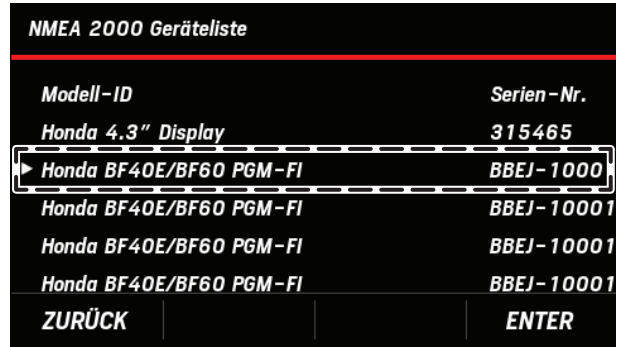 NMEA 2000 Geräteliste
Modell-ID Serien-Nr.
Honda 4.3" Display 315465
Honda BF40E/BF60 PGM-FI BBEJ-1000
Honda BF40E/BF60 PGM-FI BBEJ-10001
Honda BF40E/BF60 PGM-FI BBEJ-10001
Honda BF40E/BF60 PGM-FI BBEJ-10001
ZURÜCK ENTER